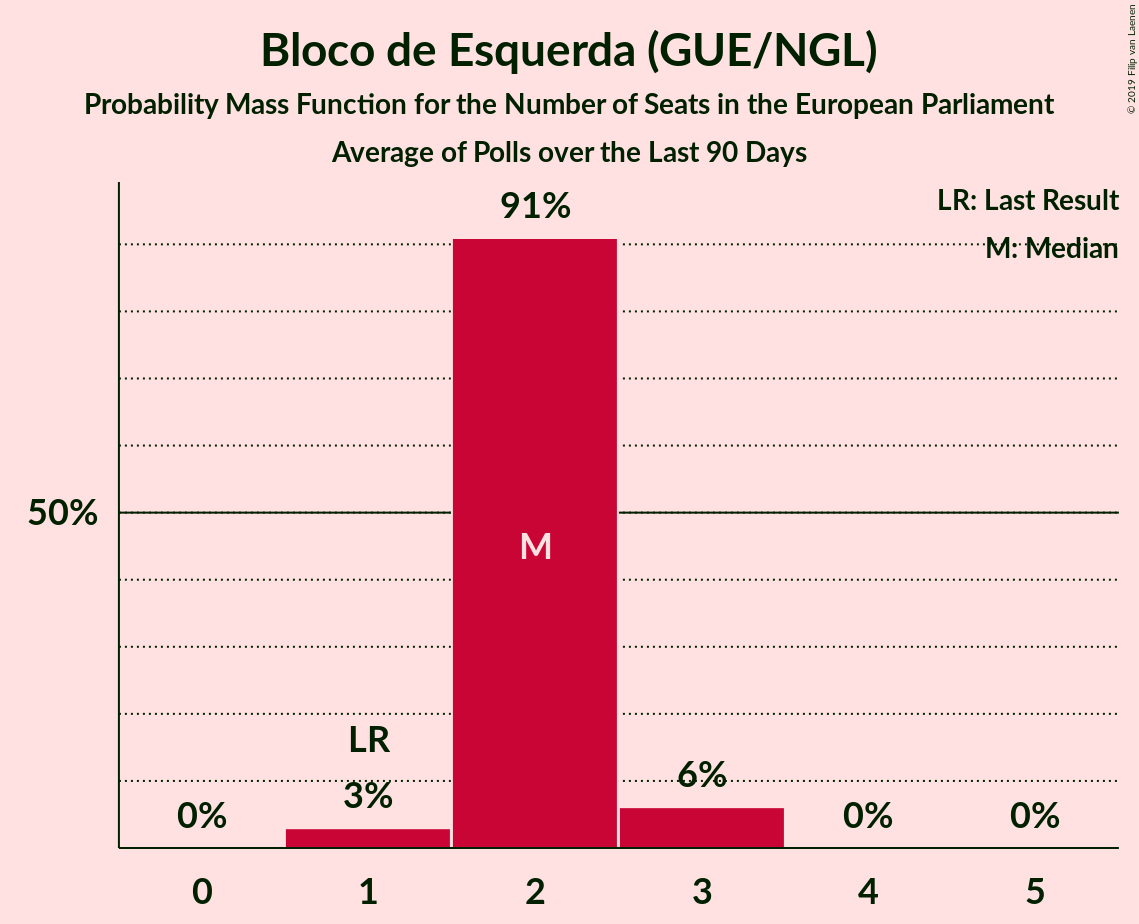 Bloco de Esquerda (GUE/NGL)
Probability Mass Function for the Number of Seats in the European Parliament
Average of Polls over the Last 90 Days
© 2019 Filip van Laenen
LR: Last Result
M: Median
91%
50%
M
LR
3%
6%
0%
0%
0%
0 1 2 3 4 5